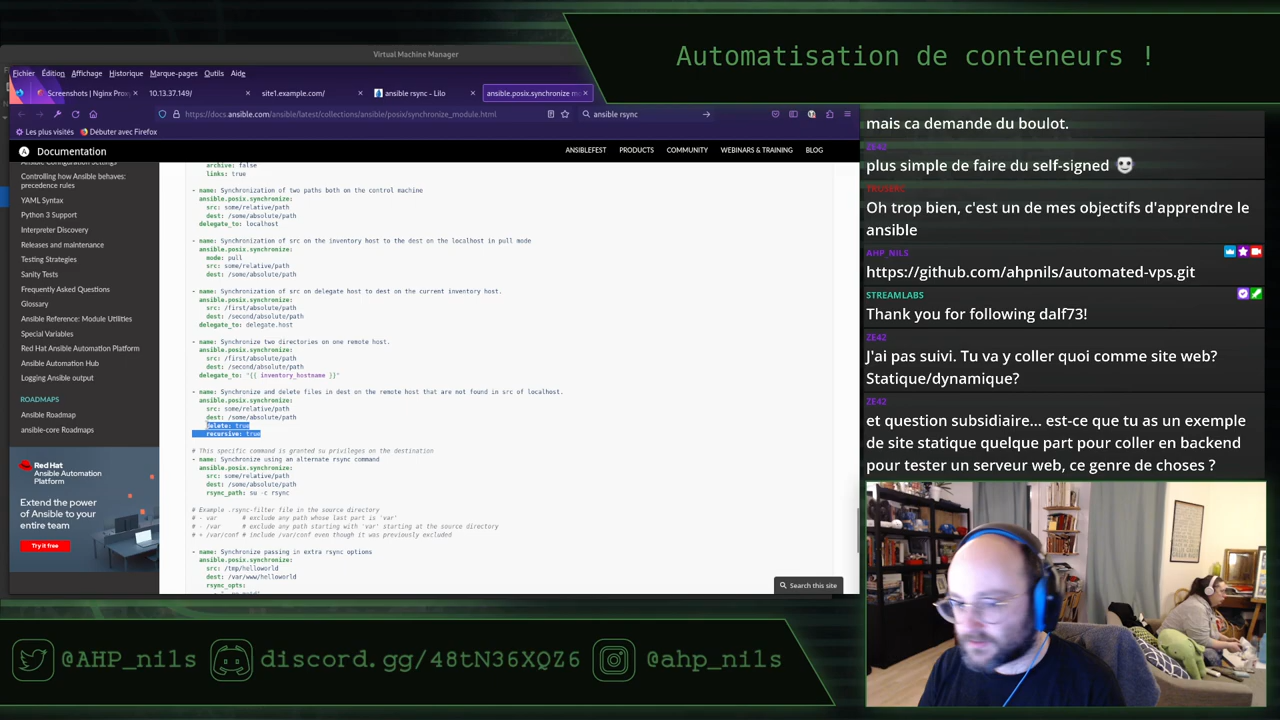 Virtual Machine Manager
Fichier Édition Affichage Historique Marque-pages Outils Aide
Screenshots | Nginx Proxy
10.13.37.149/
site1.example.com/
ansible rsync - Lilo
ansible.posix.synchronize m
https://docs.ansible.com/ansible/latest/collections/ansible/posix/synchronize_module.html
ansible rsync
Les plus visités Débuter avec Firefox
Documentation
ANSIBLEFEST PRODUCTS COMMUNITY WEBINARS & TRAINING BLOG
Ansible Configuration Settings
Controlling how Ansible behaves:
precedence rules
YAML Syntax
Python 3 Support
Interpreter Discovery
Releases and maintenance
Testing Strategies
Sanity Tests
Frequently Asked Questions
Glossary
Ansible Reference: Module Utilities
Special Variables
Red Hat Ansible Automation Platform
Ansible Automation Hub
Logging Ansible output
ROADMAPS
Ansible Roadmap
ansible-core Roadmaps
Red Hat
Ansible Automation
Platform
Extend the
power of
Ansible to your
entire team
Try it free
archive: false
links: true
- name: Synchronization of two paths both on the control machine
ansible.posix.synchronize:
src: some/relative/path
dest: /some/absolute/path
delegate_to: localhost
- name: Synchronization of src on the inventory host to the dest on the localhost in pull mode
ansible.posix.synchronize:
mode: pull
src: some/relative/path
dest: /some/absolute/path
- name: Synchronization of src on delegate host to dest on the current inventory host.
ansible.posix.synchronize:
src: /first/absolute/path
dest: /second/absolute/path
delegate_to: delegate.host
- name: Synchronize two directories on one remote host.
ansible.posix.synchronize:
src: /first/absolute/path
dest: /second/absolute/path
delegate_to: "{{ inventory_hostname }}"
- name: Synchronize and delete files in dest on the remote host that are not found in src of localhost.
ansible.posix.synchronize:
src: some/relative/path
dest: /some/absolute/path
delete: true
recursive: true
# This specific command is granted su privileges on the destination
- name: Synchronize using an alternate rsync command
ansible.posix.synchronize:
src: some/relative/path
dest: /some/absolute/path
rsync_path: su -c rsync
# Example .rsync-filter file in the source directory
# - var # exclude any path whose last part is 'var'
# - /var # exclude any path starting with 'var' starting at the source directory
# + /var/conf # include /var/conf even though it was previously excluded
- name: Synchronize passing in extra rsync options
ansible.posix.synchronize:
src: /tmp/helloworld
dest: /var/www/helloworld
rsync_opts:
Search this site
Automatisation de conteneurs !
mais ca demande du boulot.
ZE42
plus simple le faire du self-signed
TRUSERC
Oh trop bien, c'est un de mes objectifs d'apprendre le
ansible
AHP_NILS
https://github.com/ahpnils/automated-vps.git
STREAMLABS
Thank you for following dalf73!
ZE42
J'ai pas suivi. Tu va y coller quoi comme site web?
Static? Dynamique?
ZE42
et question subsidiaire... est ce que t'as un exemple
de site statique quelque part pour coller en backend
pour tester un serveur web, ce genre de choses ?
@AHP_nils
discord.gg/48tN36XQZ6
@ahp_nils